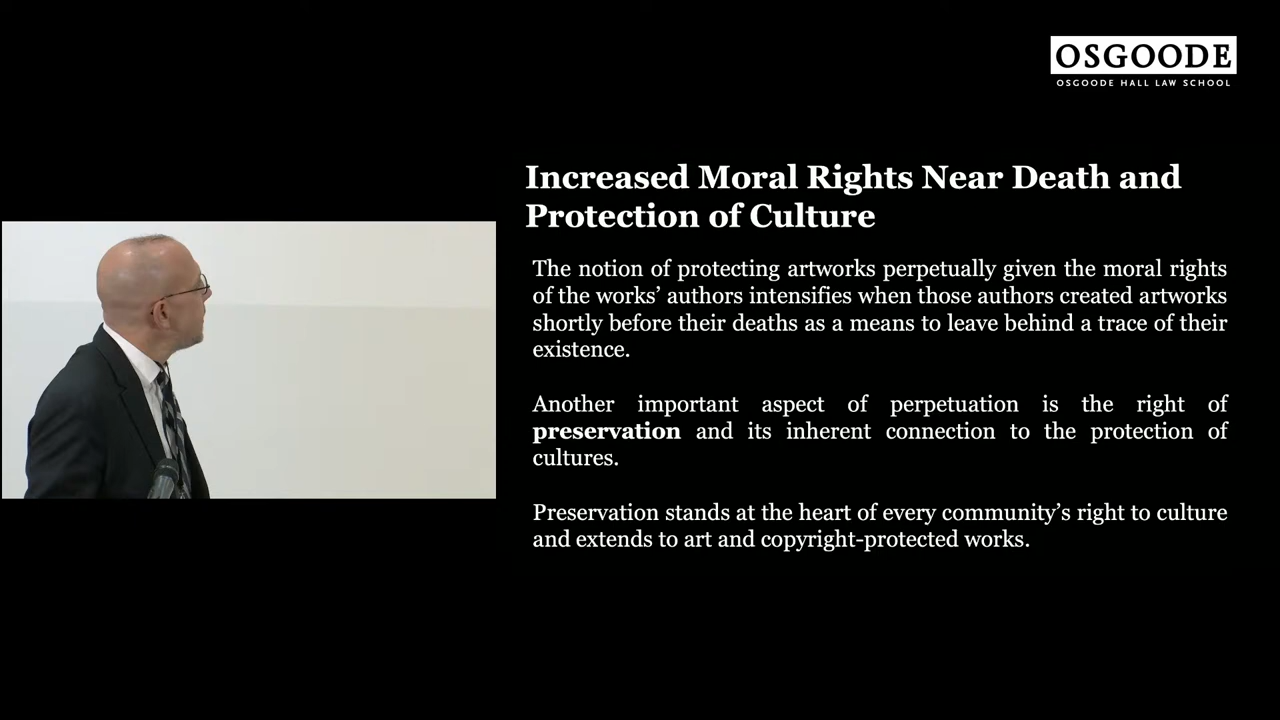 OSGOODE
OSGOODE HALL LAW SCHOOL
Increased Moral Rights Near Death and
Protection of Culture
The notion of protecting artworks perpetually given the moral rights
of the works’ authors intensifies when those authors created artworks
shortly before their deaths as a means to leave behind a trace of their
existence.
Another important aspect of perpetuation is the right of
preservation and its inherent connection to the protection of
cultures.
Preservation stands at the heart of every community’s right to culture
and extends to art and copyright-protected works.